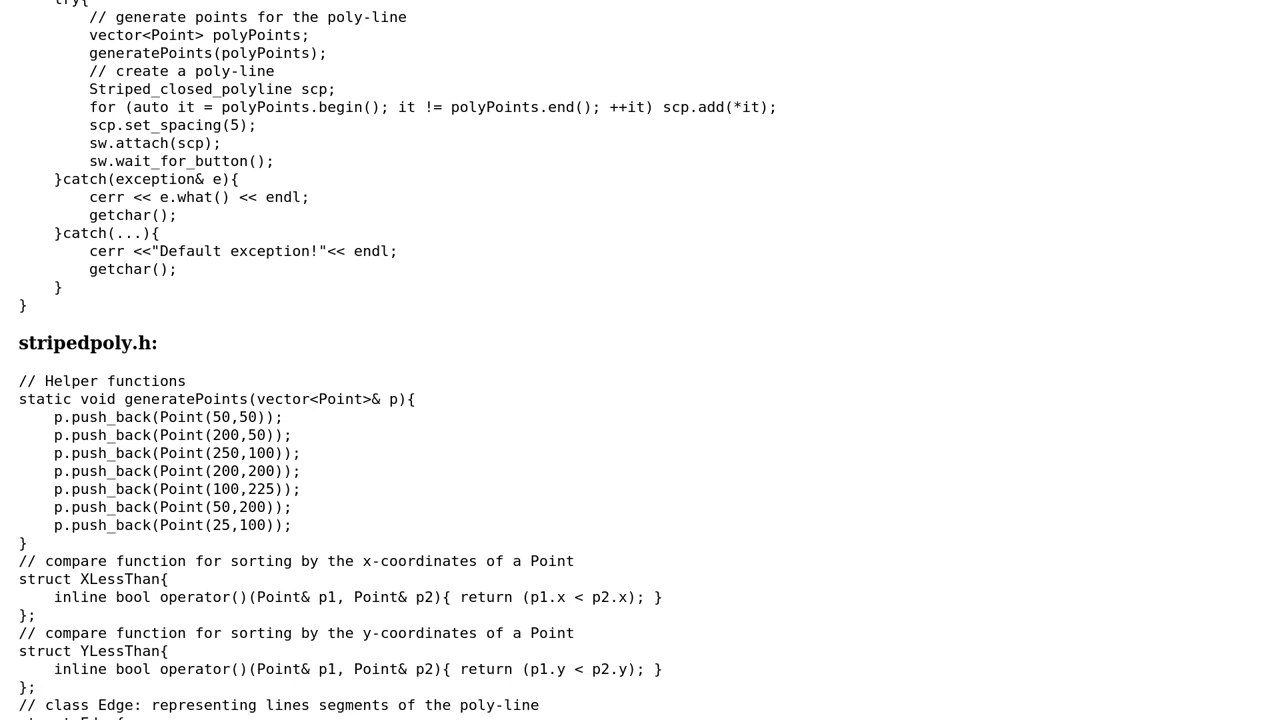 try{
        // generate points for the poly-line
        vector<Point> polyPoints;
        generatePoints(polyPoints);
        // create a poly-line
        Striped_closed_polyline scp;
        for (auto it = polyPoints.begin(); it != polyPoints.end(); ++it) scp.add(*it);
        scp.set_spacing(5);
        sw.attach(scp);
        sw.wait_for_button();
    }catch(exception& e){
        cerr << e.what() << endl;
        getchar();
    }catch(...){
        cerr <<"Default exception!"<< endl;
        getchar();
    }
}
stripedpoly.h:
// Helper functions
static void generatePoints(vector<Point>& p){
    p.push_back(Point(50,50));
    p.push_back(Point(200,50));
    p.push_back(Point(250,100));
    p.push_back(Point(200,200));
    p.push_back(Point(100,225));
    p.push_back(Point(50,200));
    p.push_back(Point(25,100));
}
// compare function for sorting by the x-coordinates of a Point
struct XLessThan{
    inline bool operator()(Point& p1, Point& p2){ return (p1.x < p2.x); }
};
// compare function for sorting by the y-coordinates of a Point
struct YLessThan{
    inline bool operator()(Point& p1, Point& p2){ return (p1.y < p2.y); }
};
// class Edge: representing lines segments of the poly-line